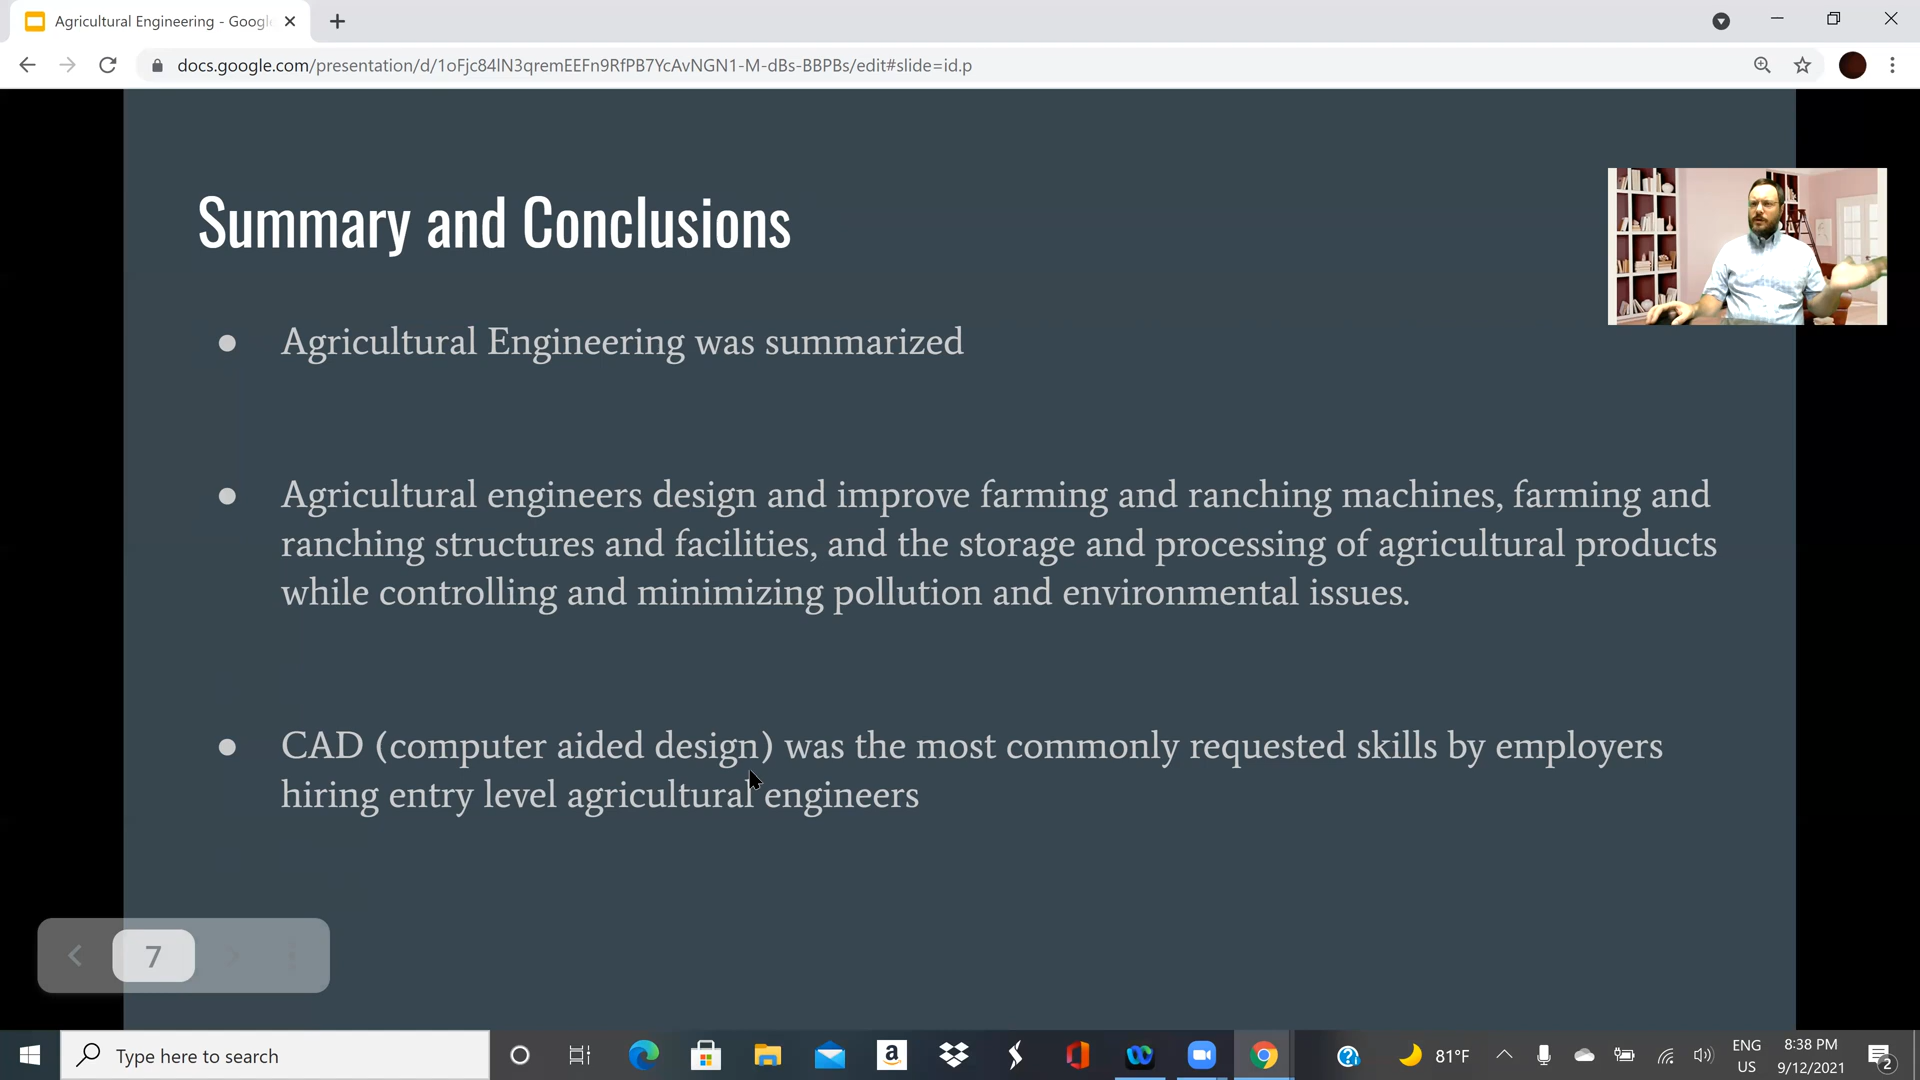 Agricultural Engineering - Googl
docs.google.com/presentation/d/1oFjc84lN3qremEEFn9RfPB7YcAvNGN1-M-dBs-BBPBs/edit#slide=id.p
Summary and Conclusions
● Agricultural Engineering was summarized
● Agricultural engineers design and improve farming and ranching machines, farming and
ranching structures and facilities, and the storage and processing of agricultural products
while controlling and minimizing pollution and environmental issues.
● CAD (computer aided design) was the most commonly requested skills by employers
hiring entry level agricultural engineers
7
Type here to search
81°F
ENG
US
8:38 PM
9/12/2021
2